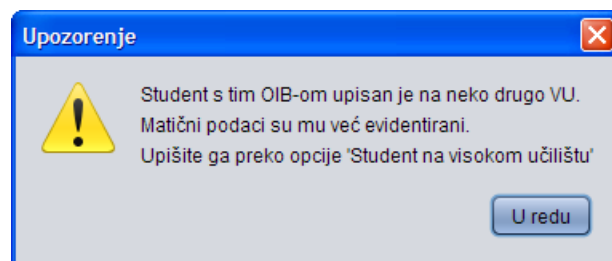 Upozorenje
Student s tim OIB-om upisan je na neko drugo VU.
Matični podaci su mu već evidentirani.
Upišite ga preko opcije 'Student na visokom učilištu'
U redu